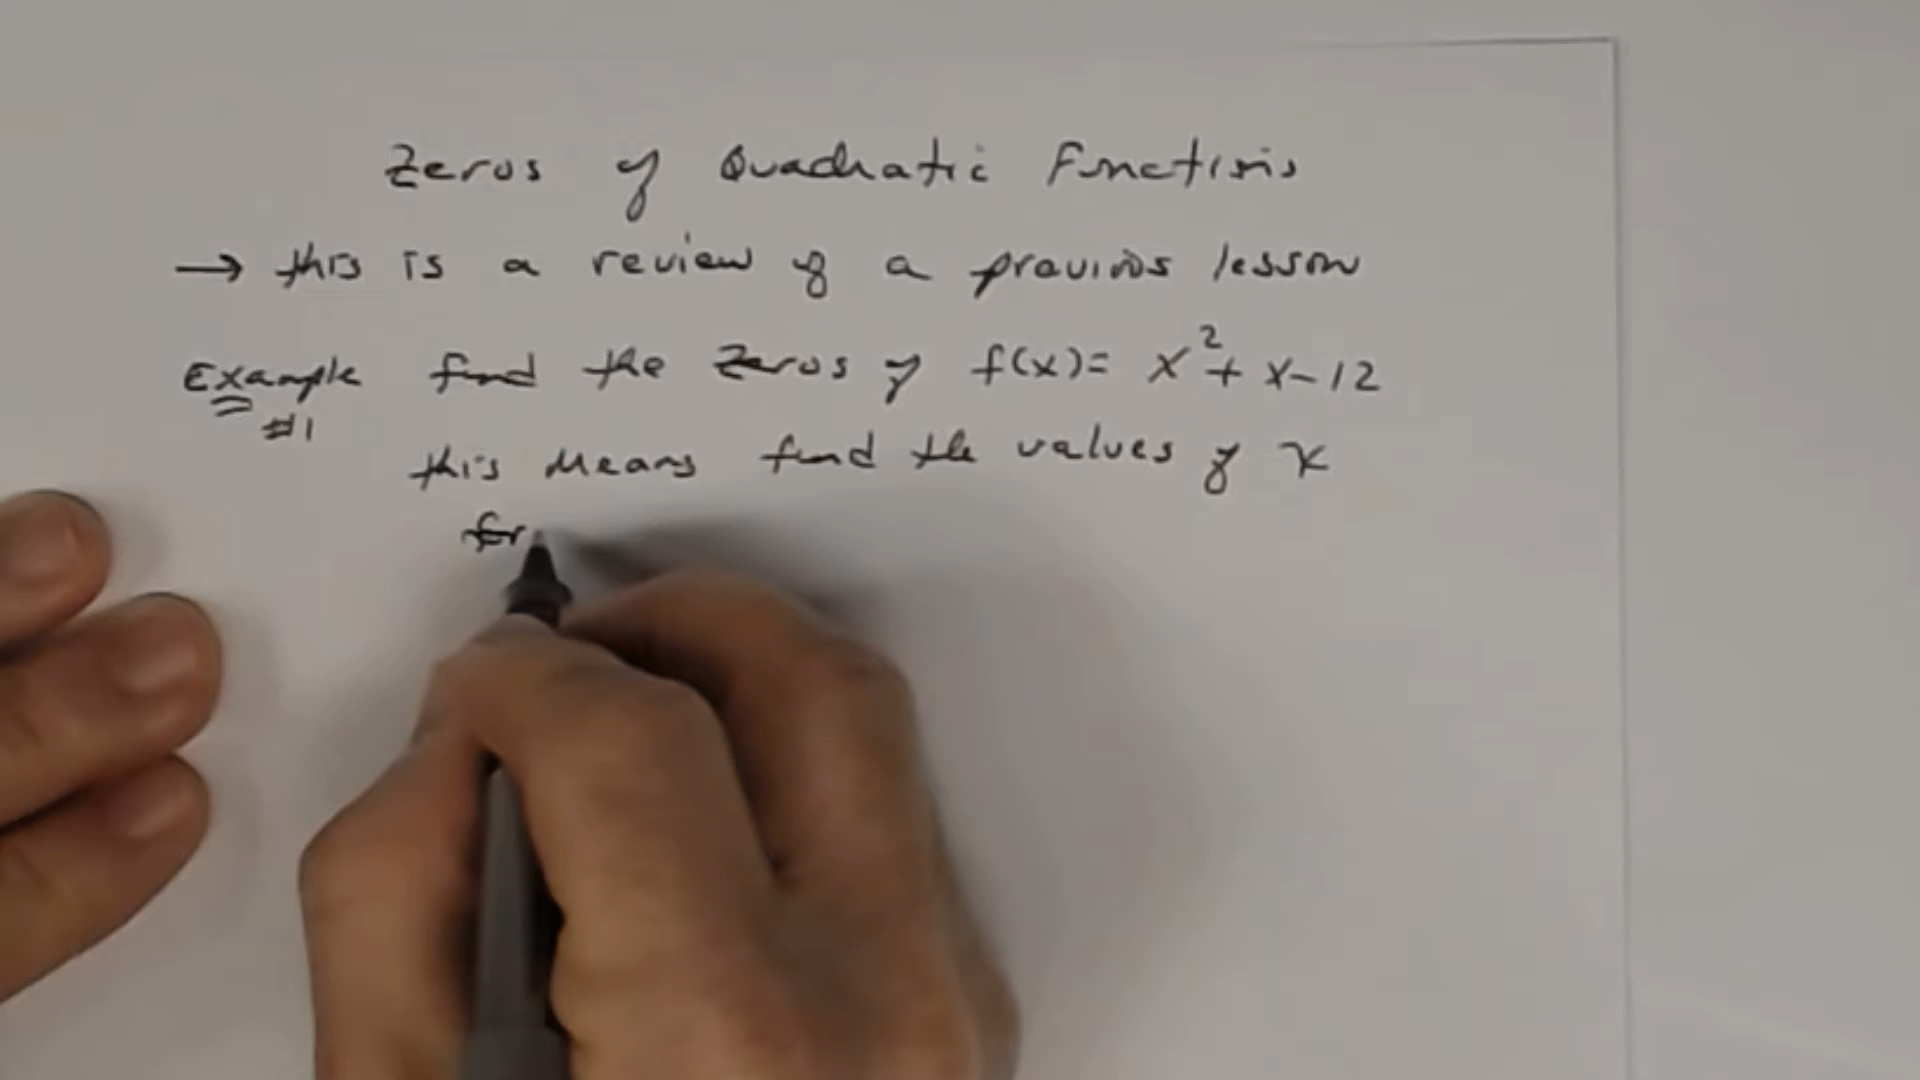 Zeros of Quadratic Functions
→ this is a review of a previous lesson
Example find the zeros of f(x)= x²+ x-12
#1
this means find the values of x
for